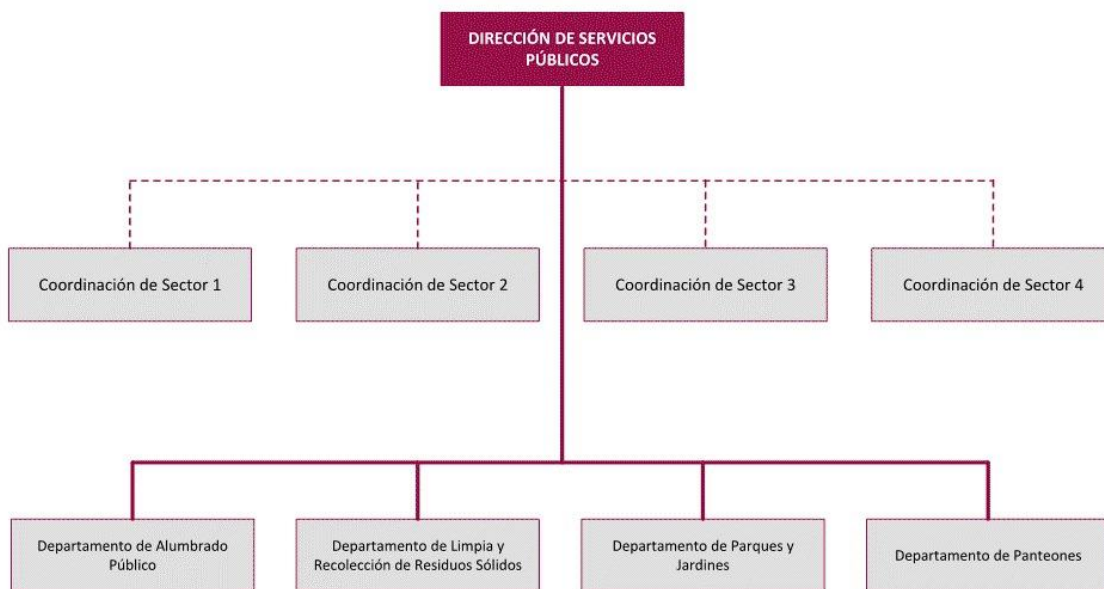 DIRECCIÓN DE SERVICIOS
PÚBLICOS
Coordinación de Sector 1
Coordinación de Sector 2
Coordinación de Sector 3
Coordinación de Sector 4
Departamento de Alumbrado
Público
Departamento de Limpia y
Recolección de Residuos Sólidos
Departamento de Parques y
Jardines
Departamento de Panteones